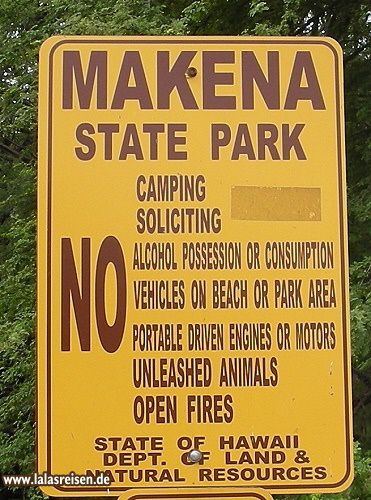 MAKENA
STATE PARK
CAMPING
SOLICITING
NO
ALCOHOL POSSESSION OR CONSUMPTION
VEHICLES ON BEACH OR PARK AREA
PORTABLE DRIVEN ENGINES OR MOTORS
UNLEASHED ANIMALS
OPEN FIRES
STATE OF HAWAII
DEPT. OF LAND &
NATURAL RESOURCES
www.lalasreisen.de